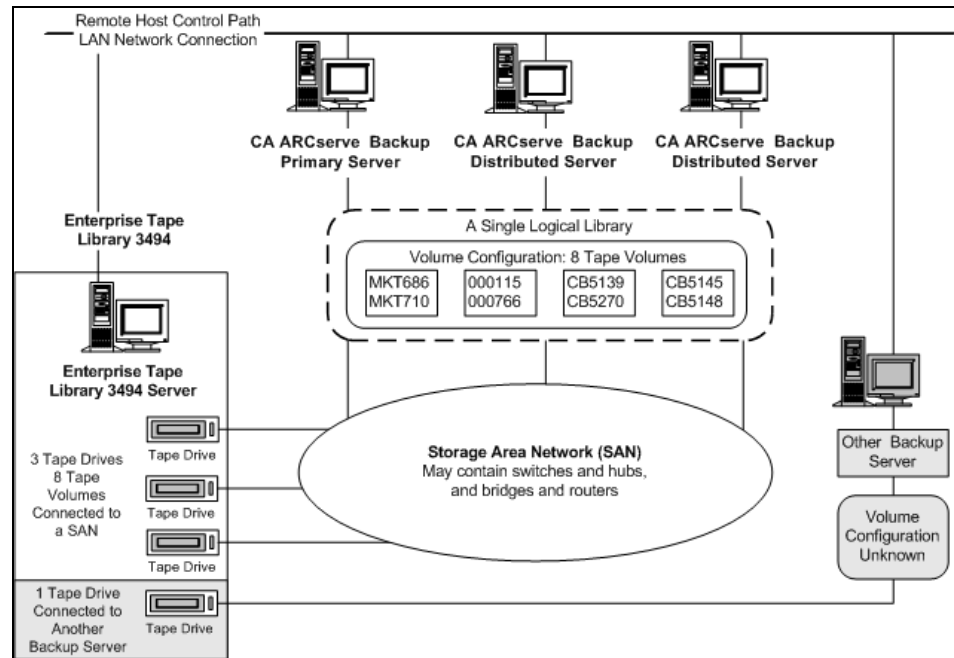 Remote Host Control Path
LAN Network Connection
CA ARCserve Backup
Primary Server
CA ARCserve Backup
Distributed Server
CA ARCserve Backup
Distributed Server
Enterprise Tape
Library 3494
A Single Logical Library
Volume Configuration: 8 Tape Volumes
MKT686
MKT710
000115
000766
CB5139
CB5270
CB5145
CB5148
Enterprise Tape
Library 3494 Server
Tape Drive
3 Tape Drives
8 Tape
Volumes
Connected to
a SAN
Tape Drive
Tape Drive
Storage Area Network (SAN)
May contain switches and hubs,
and bridges and routers
Other Backup
Server
Volume
Configuration
Unknown
1 Tape Drive
Connected to
Another
Backup Server
Tape Drive